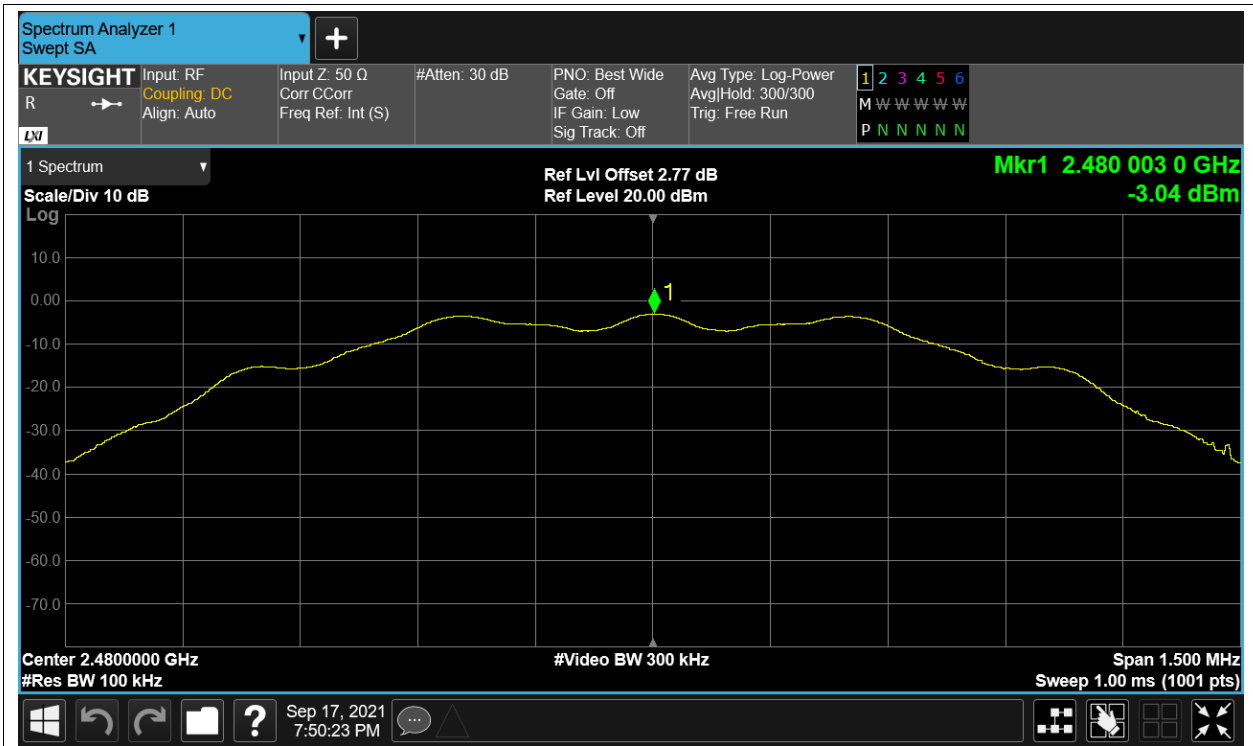 Spectrum Analyzer 1
Swept SA
KEYSIGHT
R
LXI
Input: RF
Coupling: DC
Align: Auto
Input Z: 50 Ω
Corr CCorr
Freq Ref: Int (S)
#Atten: 30 dB
PNO: Best Wide
Gate: Off
IF Gain: Low
Sig Track: Off
Avg Type: Log-Power
Avg|Hold: 300/300
Trig: Free Run
1 2 3 4 5 6
M W W W W W W
P N N N N N
1 Spectrum
Scale/Div 10 dB
Log
Ref Lvl Offset 2.77 dB
Ref Level 20.00 dBm
Mkr1 2.480 003 0 GHz
-3.04 dBm
10.0
0.00
-10.0
-20.0
-30.0
-40.0
-50.0
-60.0
-70.0
1
Center 2.4800000 GHz
#Res BW 100 kHz
#Video BW 300 kHz
Span 1.500 MHz
Sweep 1.00 ms (1001 pts)
?
Sep 17, 2021
7:50:23 PM